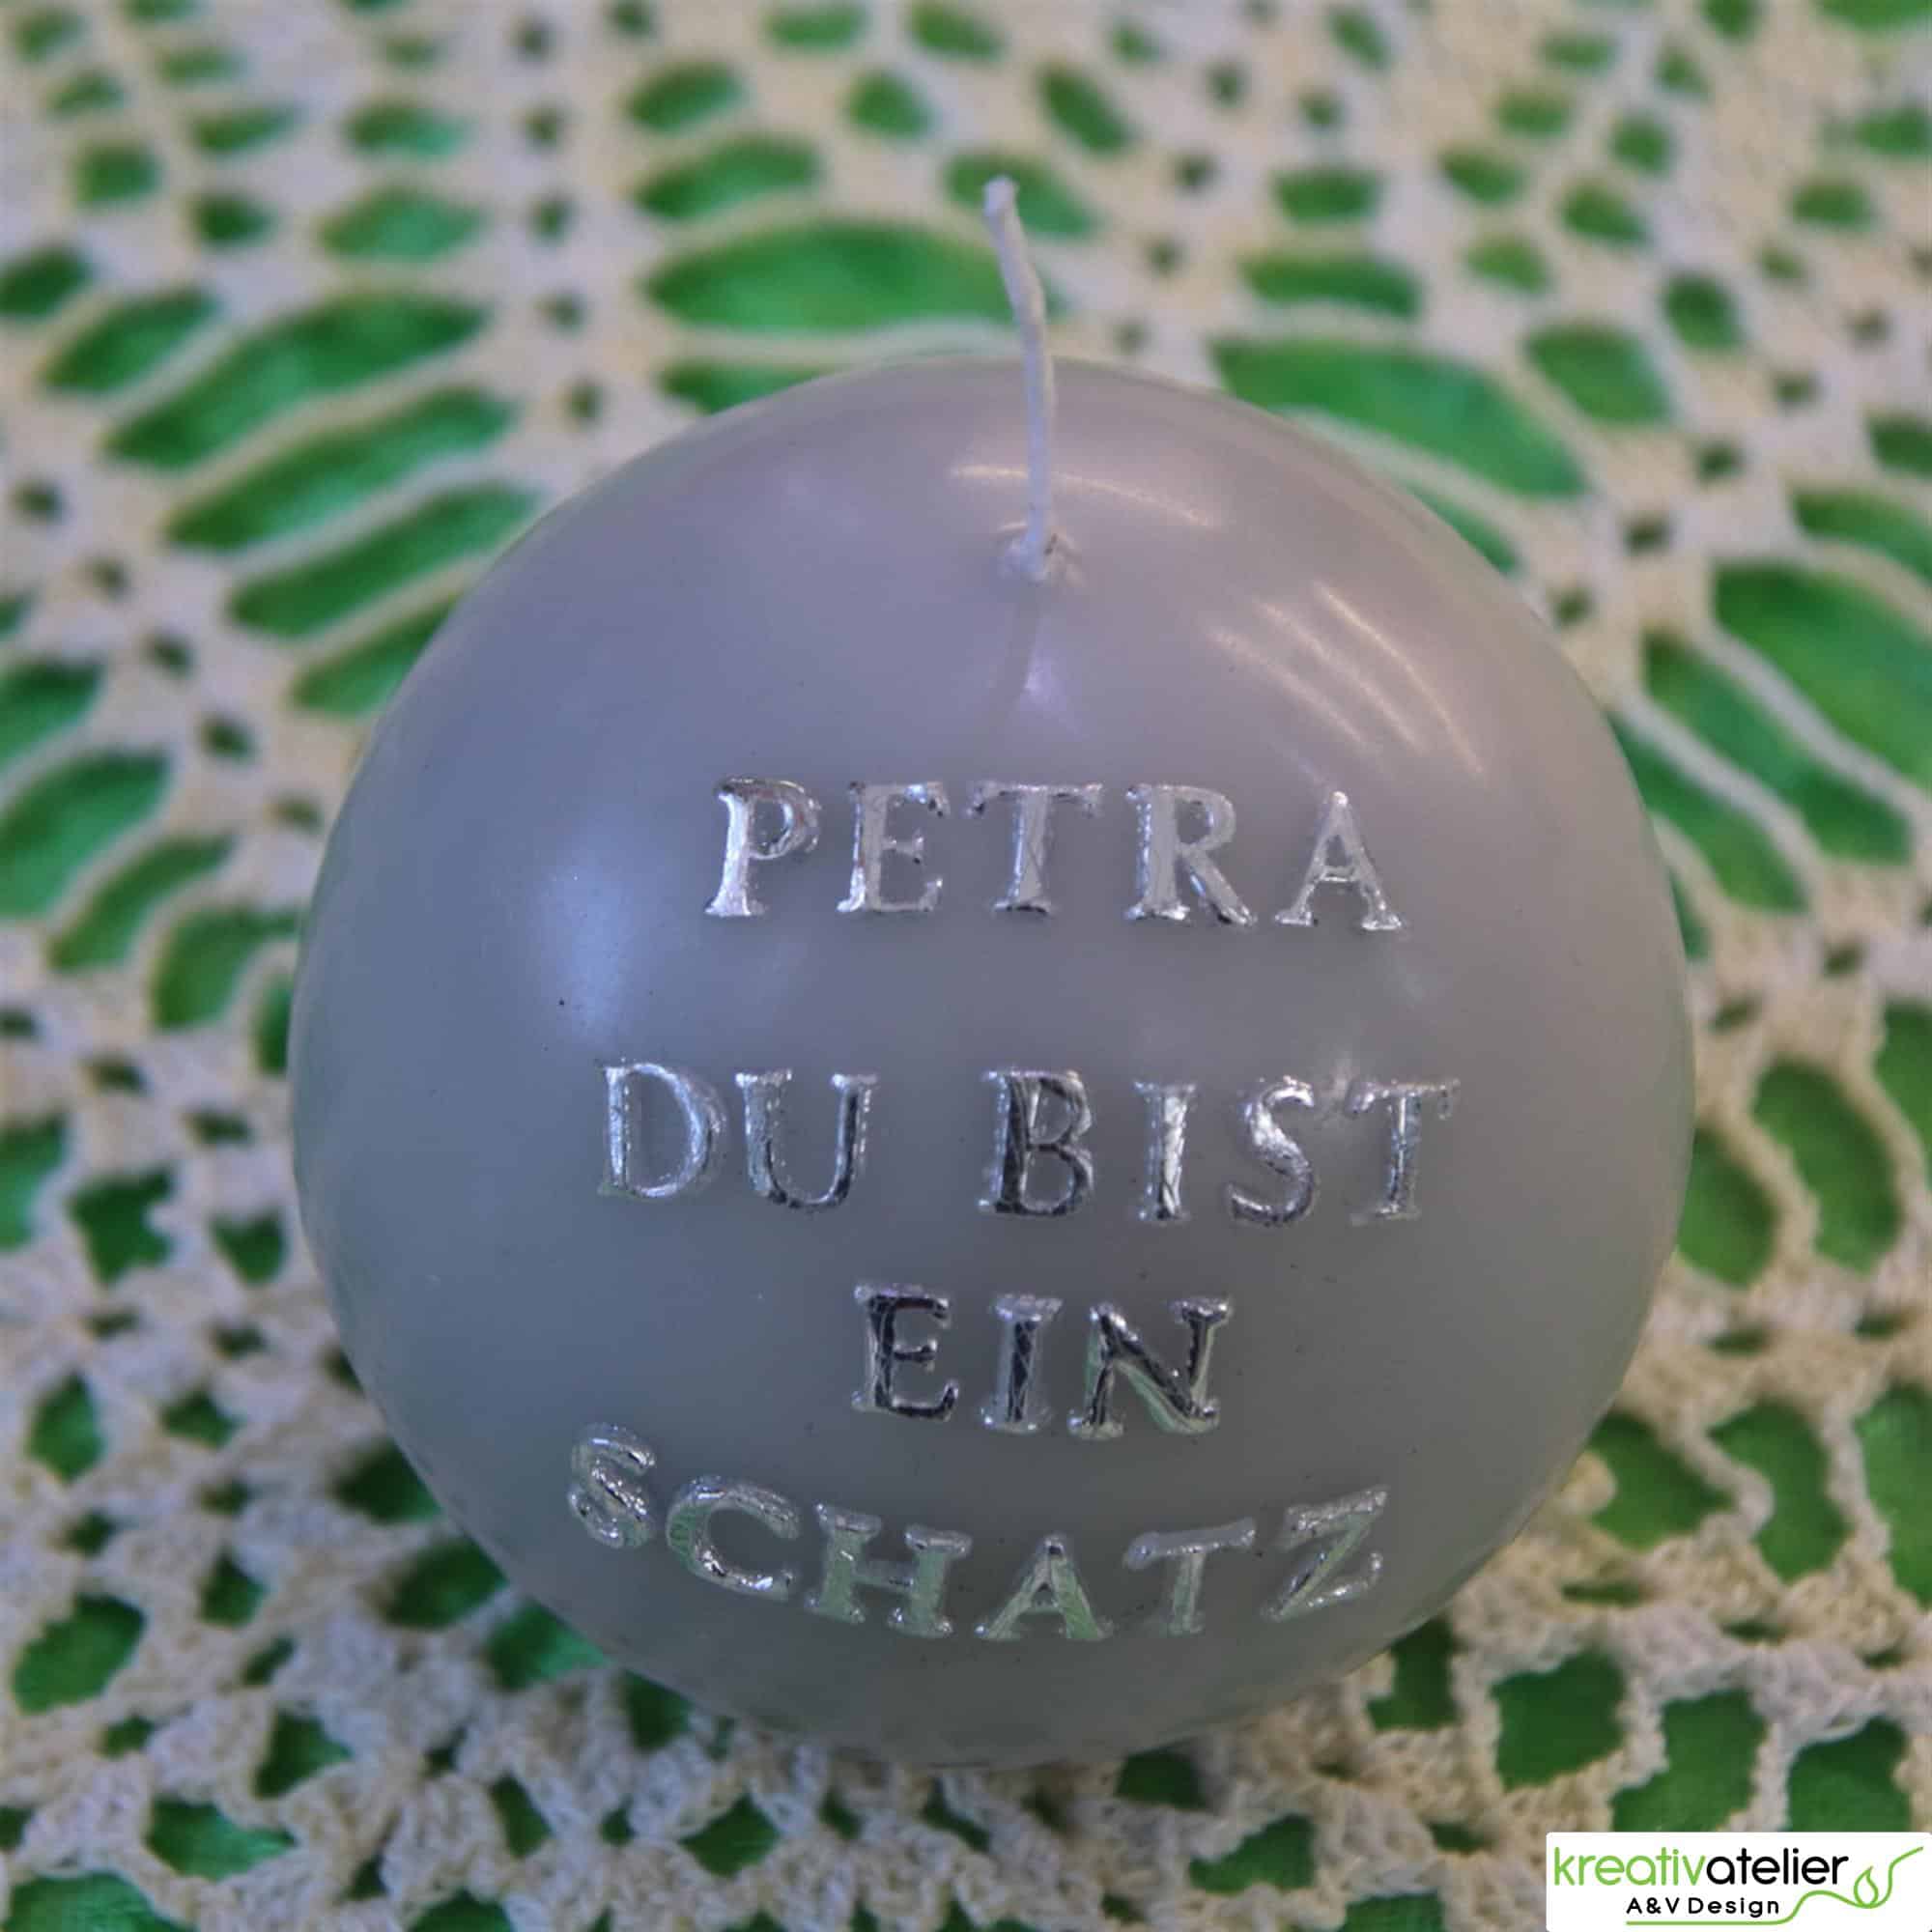 PETRA
DU BIST
EIN
SCHATZ
kreativatelier
A&V Design